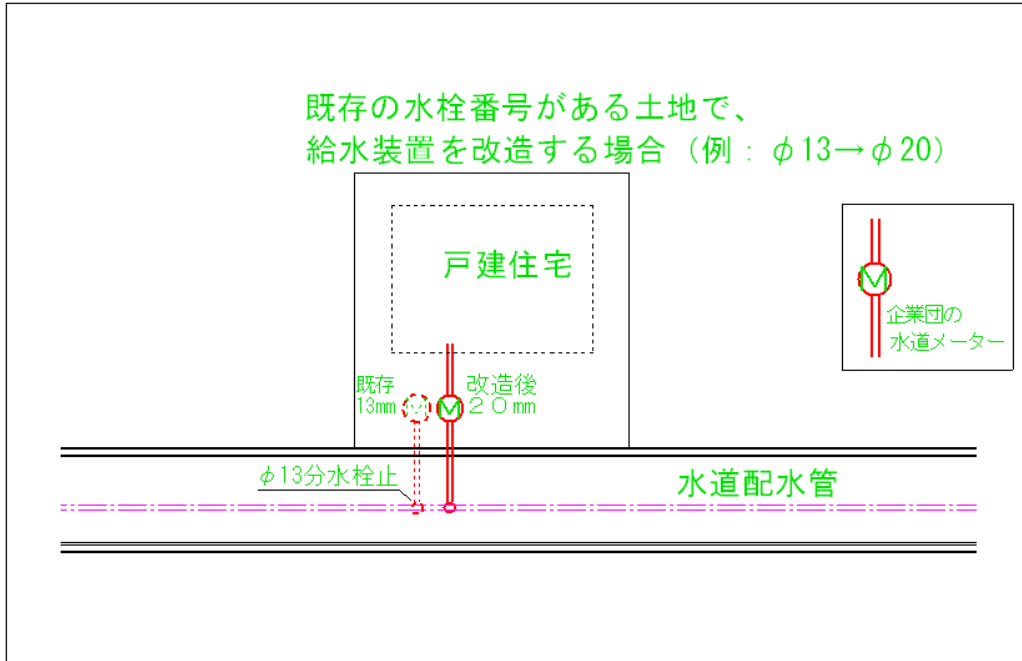 既存の水栓番号がある土地で、
給水装置を改造する場合（例：φ13→φ20）
戸建住宅
M
企業団の
水道メーター
既存
13mm
M
改造後
２０mm
M
φ13分水栓止
水道配水管